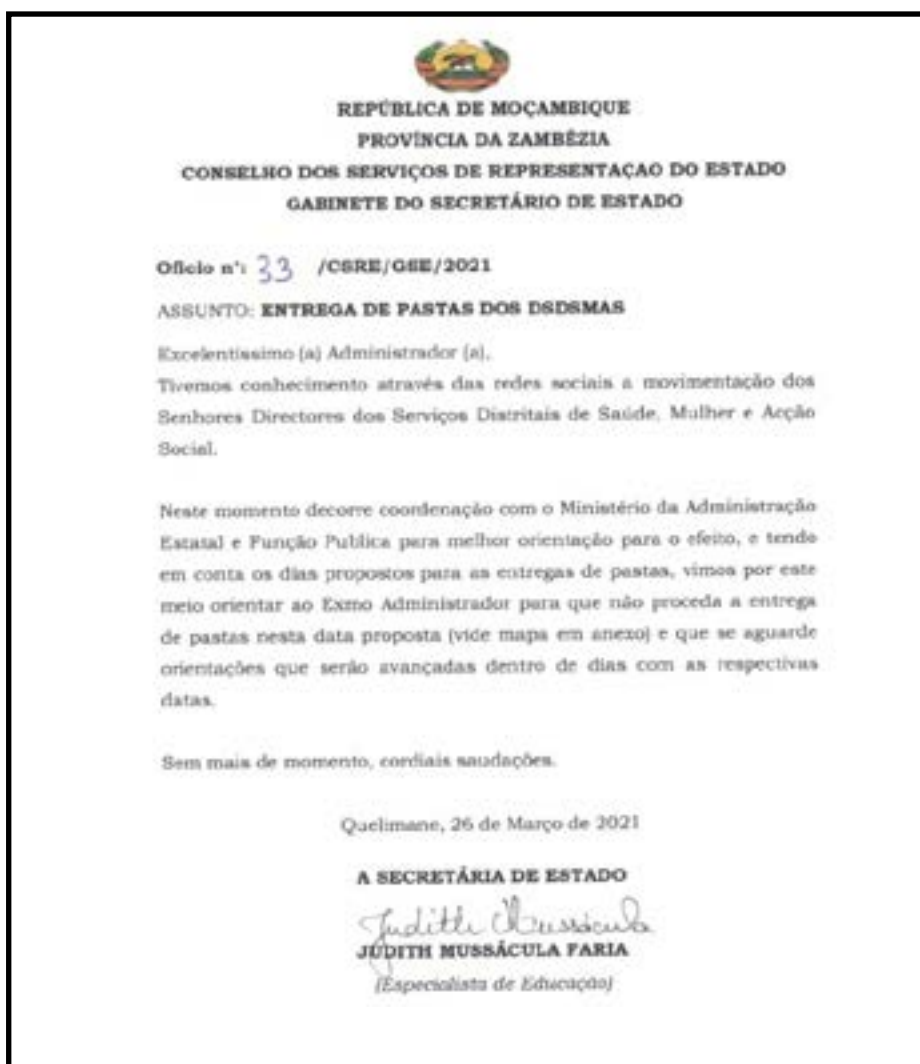 REPÚBLICA DE MOÇAMBIQUE
PROVÍNCIA DA ZAMBÉZIA
CONSELHO DOS SERVIÇOS DE REPRESENTAÇAO DO ESTADO
GABINETE DO SECRETÁRIO DE ESTADO
Oficio nº: 33 /CSRE/GSE/2021
ASSUNTO: ENTREGA DE PASTAS DOS DSDSMAS
Excelentíssimo (a) Administrador (a),
Tivemos conhecimento através das redes sociais a movimentação dos
Senhores Directores dos Serviços Distritais de Saúde, Mulher e Acção
Social.
Neste momento decorre coordenação com o Ministério da Administração
Estatal e Função Publica para melhor orientação para o efeito, e tendo
em conta os dias propostos para as entregas de pastas, vimos por este
meio orientar ao Exmo Administrador para que não proceda a entrega
de pastas nesta data proposta (vide mapa em anexo) e que se aguarde
orientações que serão avançadas dentro de dias com as respectivas
datas.
Sem mais de momento, cordiais saudações.
Quelimane, 26 de Março de 2021
A SECRETÁRIA DE ESTADO
Judith Mussácula
JUDITH MUSSÁCULA FARIA
(Especialista de Educação)